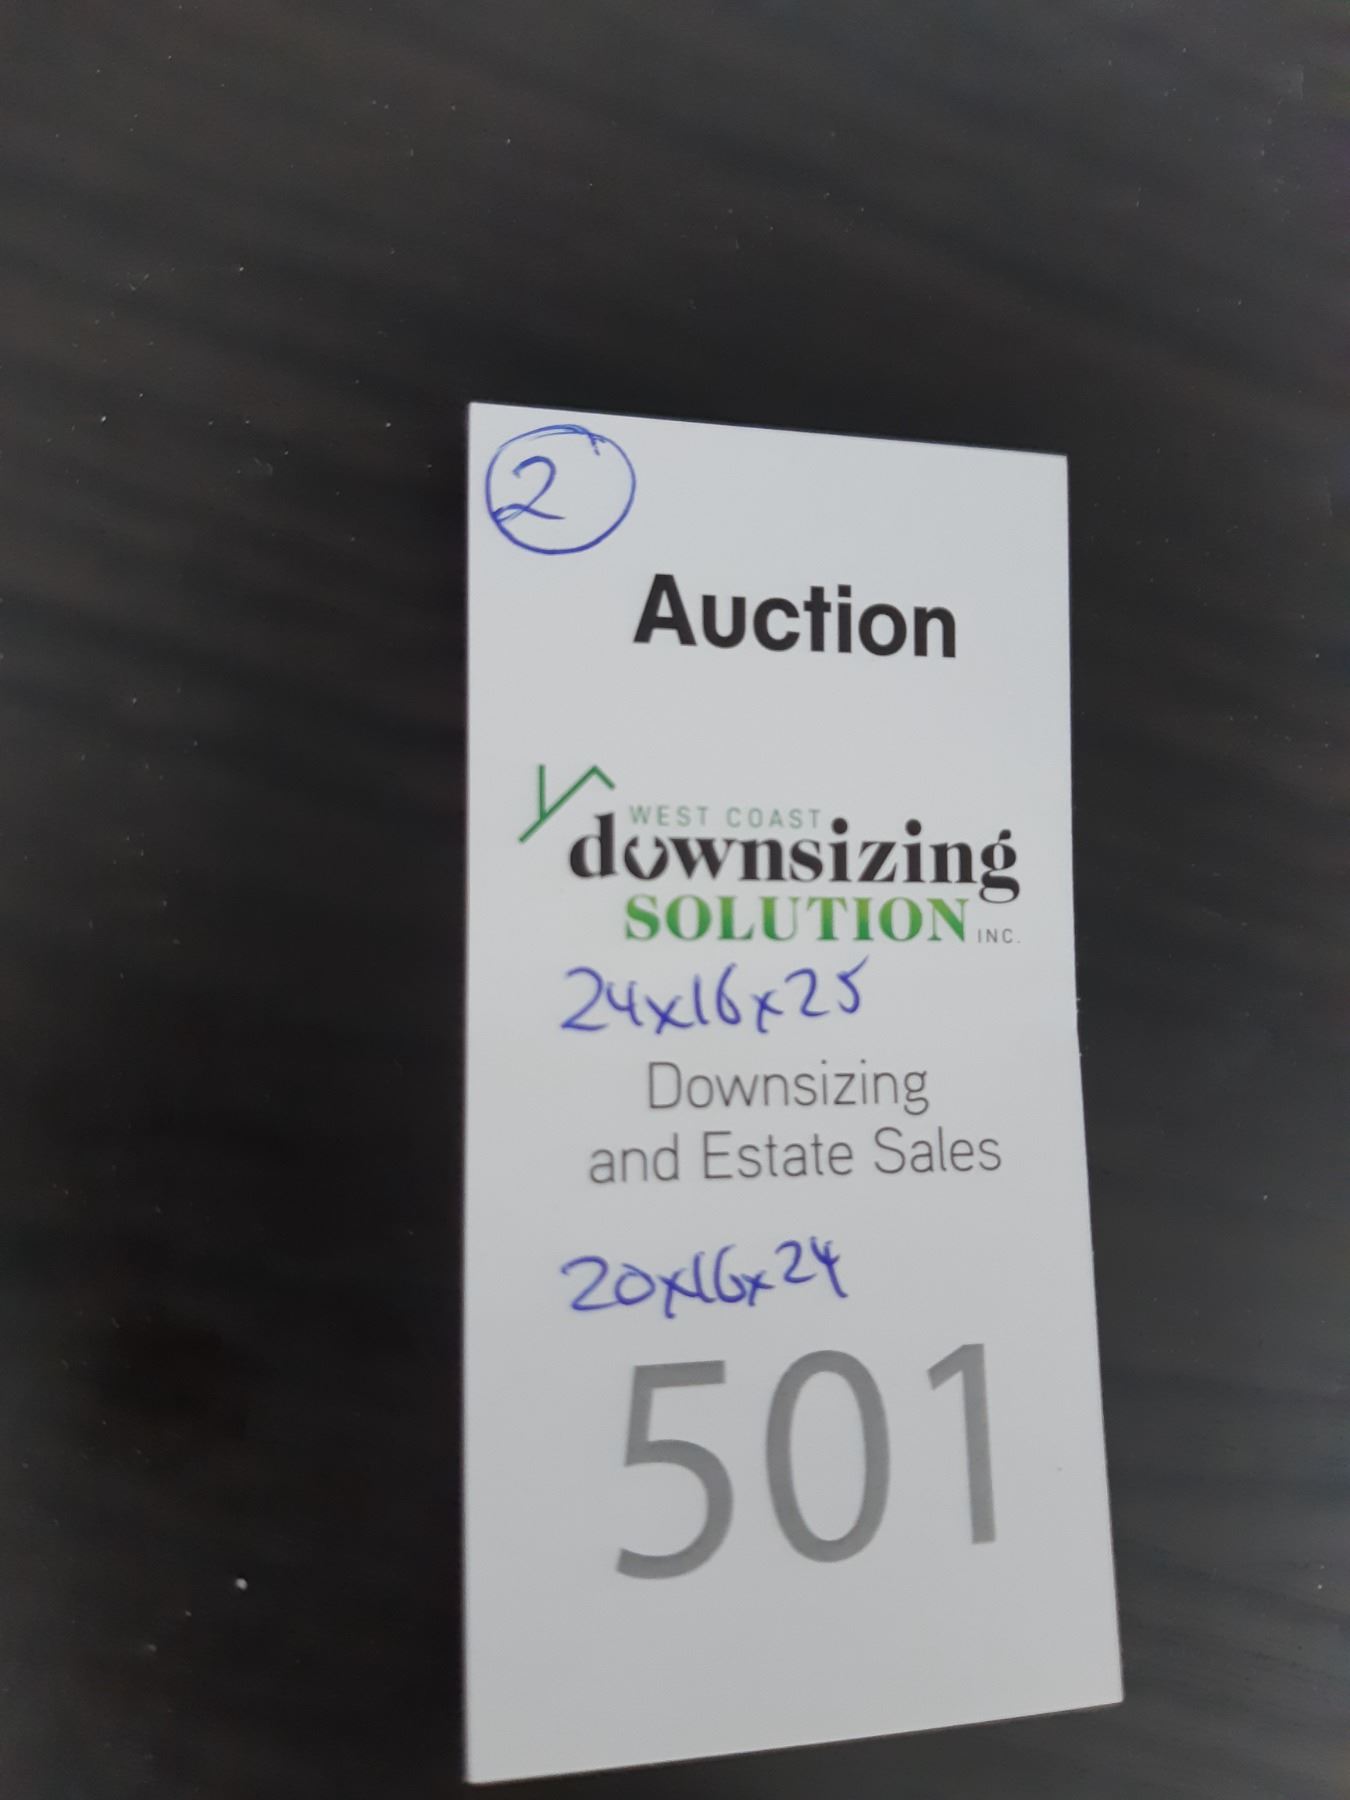 2
Auction
WEST COAST
downsizing
SOLUTION INC.
24x16x25
Downsizing
and Estate Sales
20x16x24
501